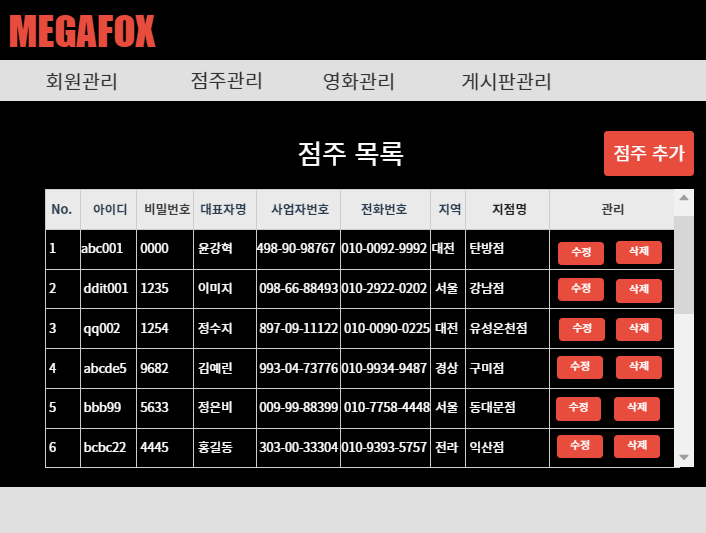 MEGAFOX
회원관리 점주관리 영화관리 게시판관리
점주 목록 점주 추가
No. 아이디 비밀번호 대표자명 사업자번호 전화번호 지역 지점명 관리
1 abc001 0000 윤강혁 498-90-98767 010-0092-9992 대전 탄방점 수정 삭제
2 ddit001 1235 이미지 098-66-88493 010-2922-0202 서울 강남점 수정 삭제
3 qq002 1254 정수지 897-09-11122 010-0090-0225 대전 유성온천점 수정 삭제
4 abcde5 9682 김예린 993-04-73776 010-9934-9487 경상 구미점 수정 삭제
5 bbb99 5633 정은비 009-99-88399 010-7758-4448 서울 동대문점 수정 삭제
6 bcbc22 4445 홍길동 303-00-33304 010-9393-5757 전라 익산점 수정 삭제